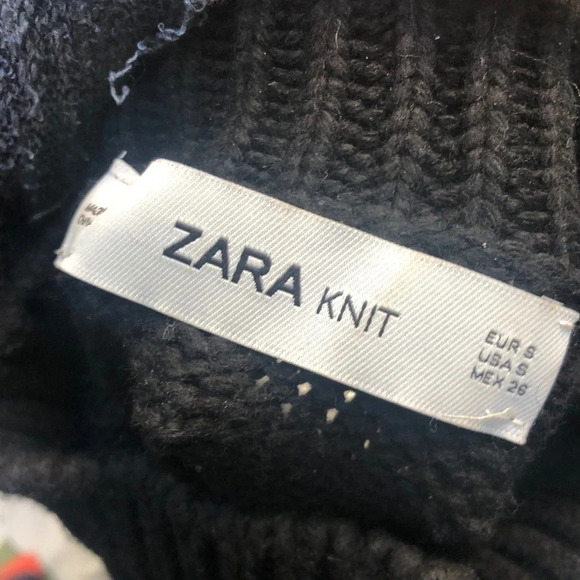 ZARA KNIT
EUR S
USA S
MEX 26